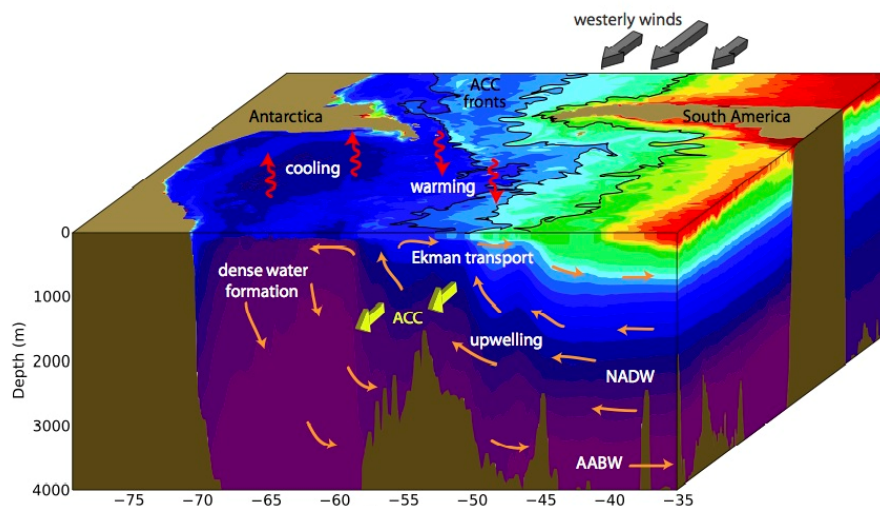 westerly winds
ACC
fronts
Antarctica
South America
cooling
warming
0
Ekman transport
dense water
formation
1000
ACC
upwelling
2000
NADW
Depth (m)
3000
AABW
4000
−75
−70
−65
−60
−55
−50
−45
−40
−35